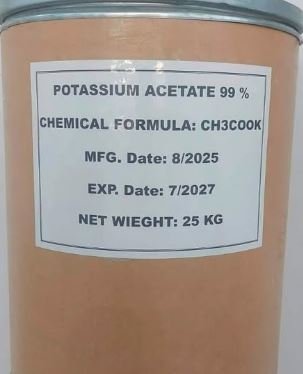 POTASSIUM ACETATE 99 %
CHEMICAL FORMULA: CH3COOK
MFG. Date: 8/2025
EXP. Date: 7/2027
NET WIEGHT: 25 KG